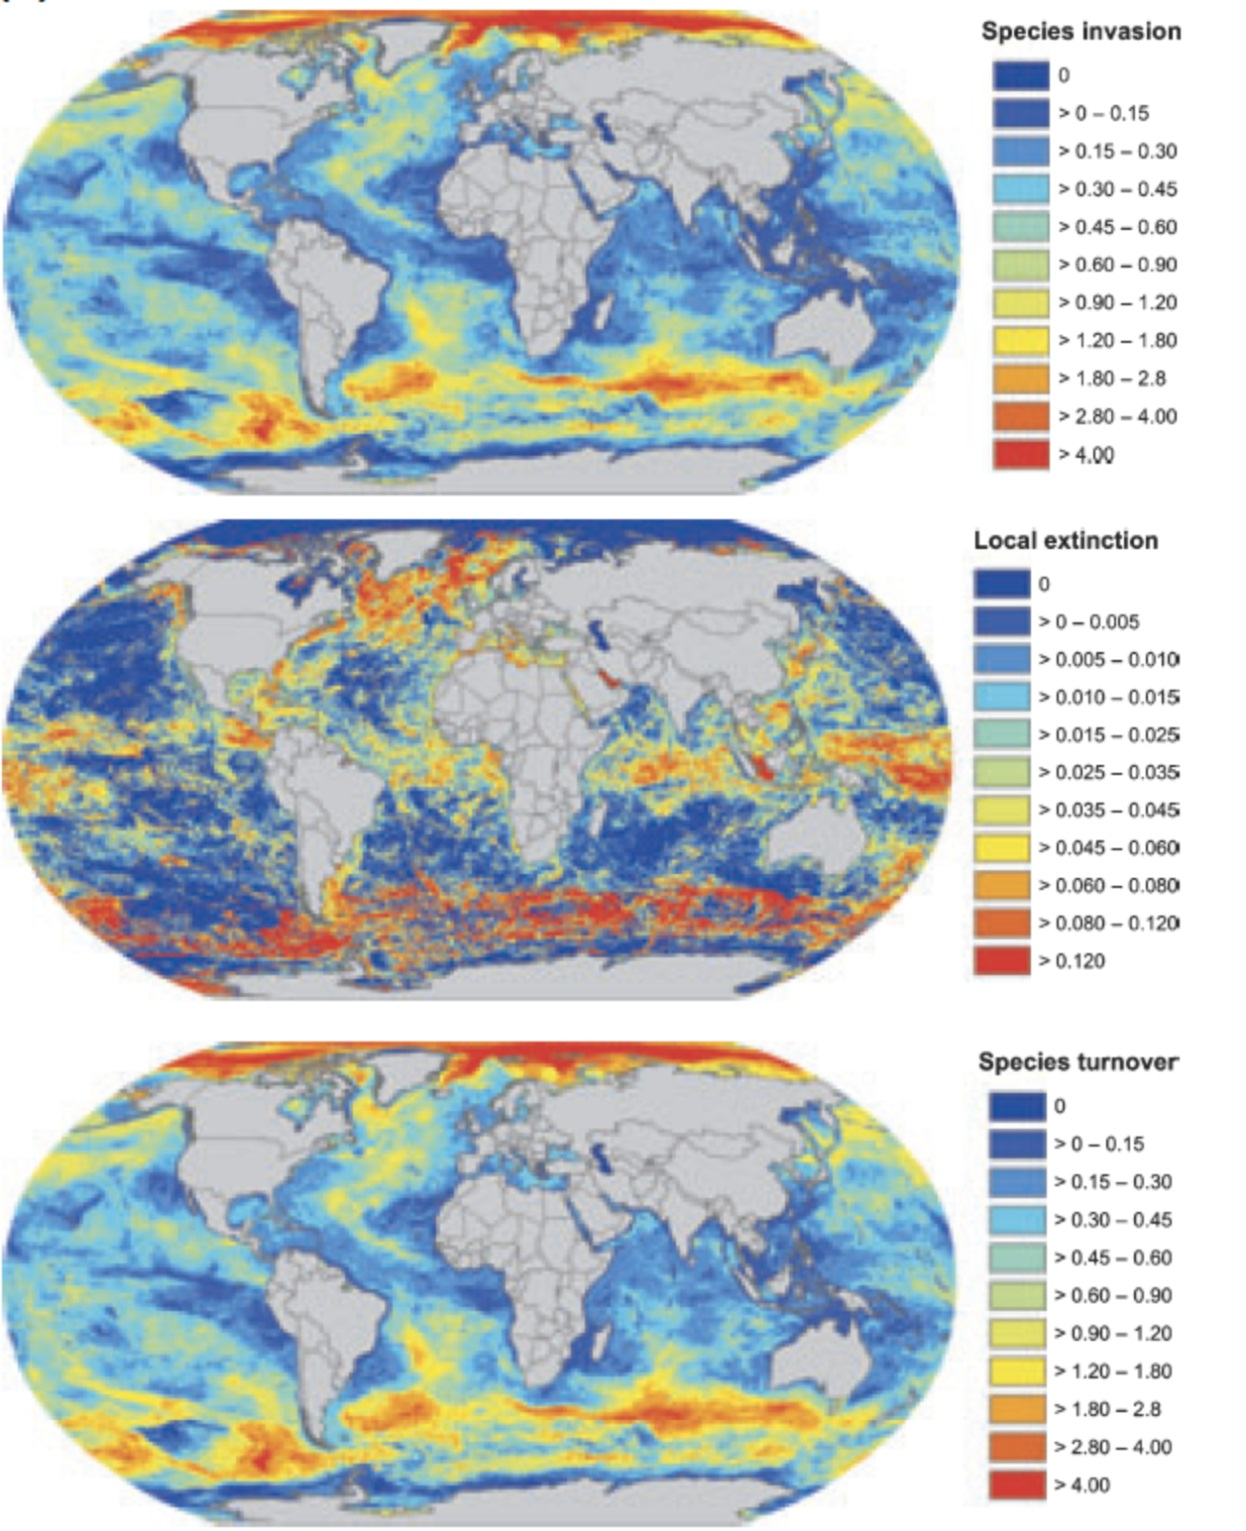 Species invasion
0
> 0 – 0.15
> 0.15 – 0.30
> 0.30 – 0.45
> 0.45 – 0.60
> 0.60 – 0.90
> 0.90 – 1.20
> 1.20 – 1.80
> 1.80 – 2.8
> 2.80 – 4.00
> 4.00
Local extinction
0
> 0 – 0.005
> 0.005 – 0.010
> 0.010 – 0.015
> 0.015 – 0.025
> 0.025 – 0.035
> 0.035 – 0.045
> 0.045 – 0.060
> 0.060 – 0.080
> 0.080 – 0.120
> 0.120
Species turnover
0
> 0 – 0.15
> 0.15 – 0.30
> 0.30 – 0.45
> 0.45 – 0.60
> 0.60 – 0.90
> 0.90 – 1.20
> 1.20 – 1.80
> 1.80 – 2.8
> 2.80 – 4.00
> 4.00